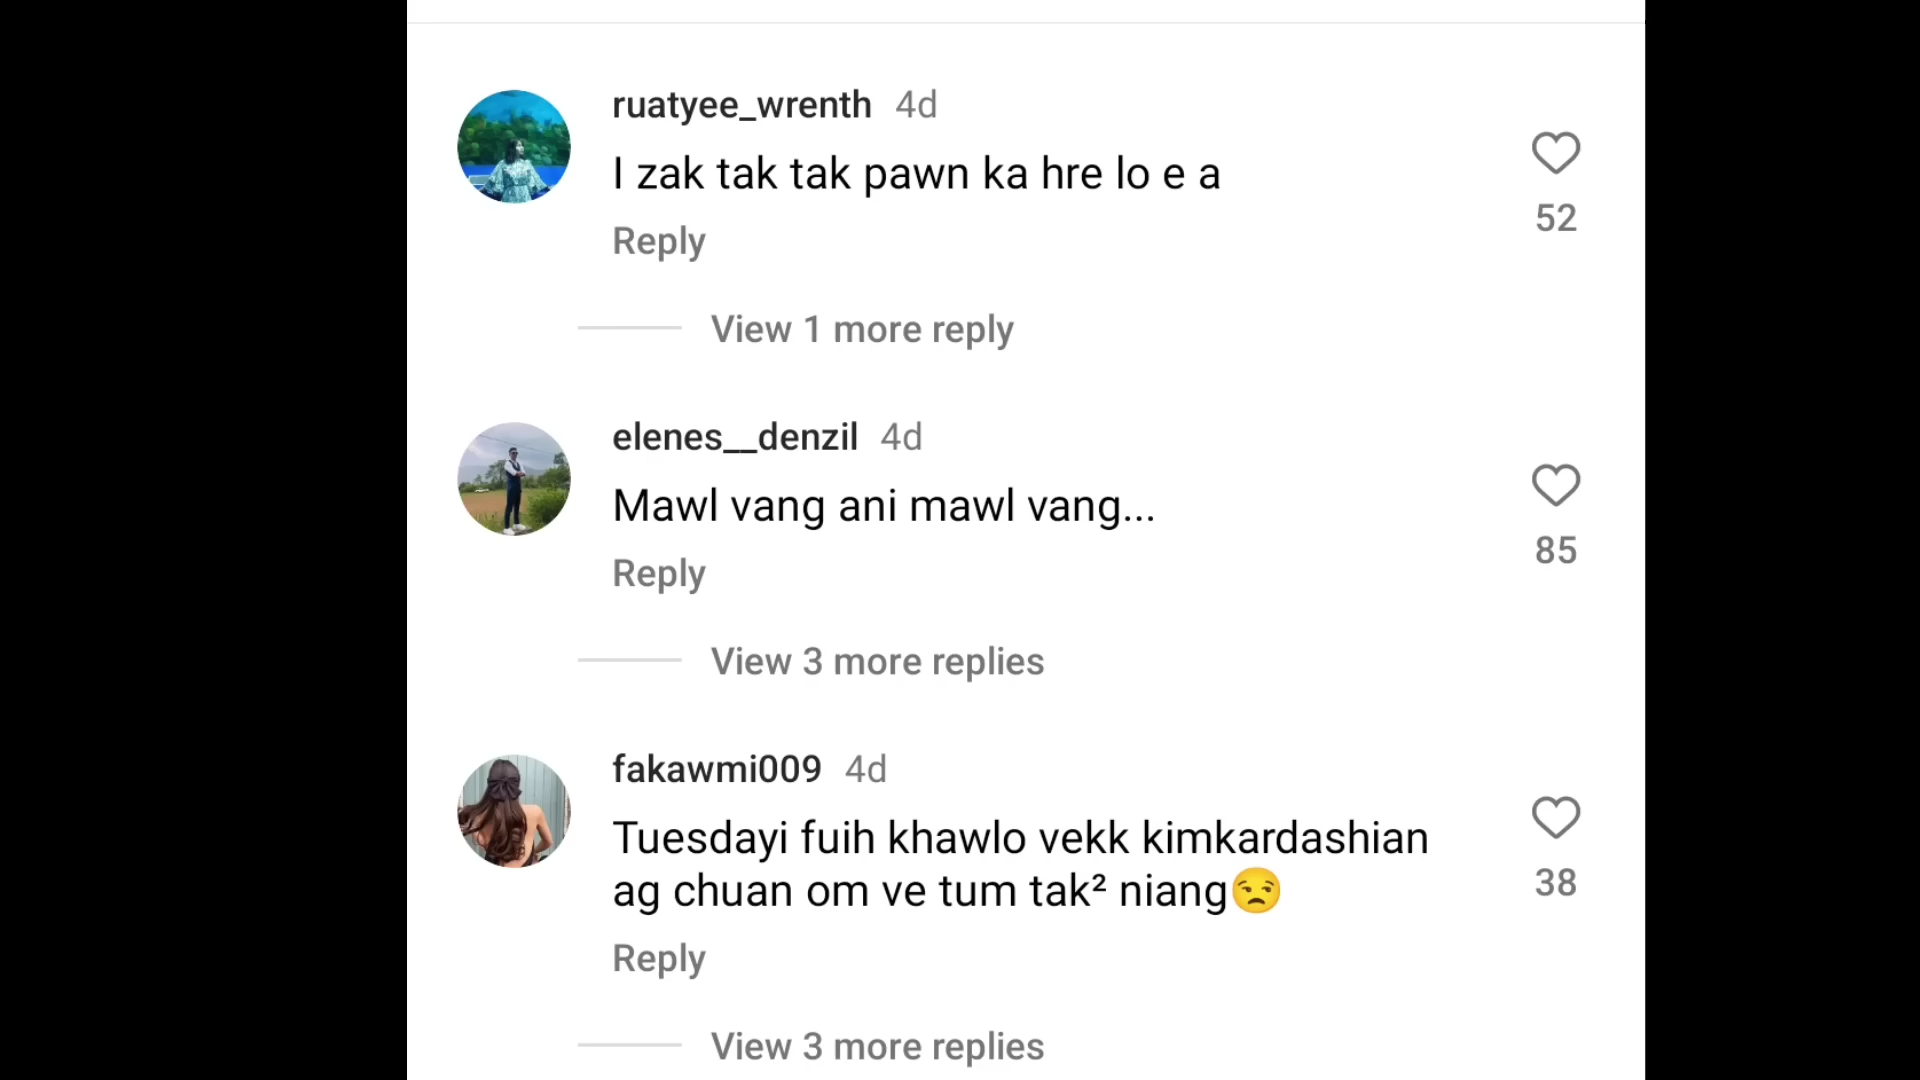 ruatyee_wrenth 4d
I zak tak tak pawn ka hre lo e a
52
Reply
View 1 more reply
elenes__denzil 4d
Mawl vang ani mawl vang...
85
Reply
View 3 more replies
fakawmi009 4d
Tuesdayi fuih khawlo vekk kimkardashian
ag chuan om ve tum tak² niang😒
38
Reply
View 3 more replies